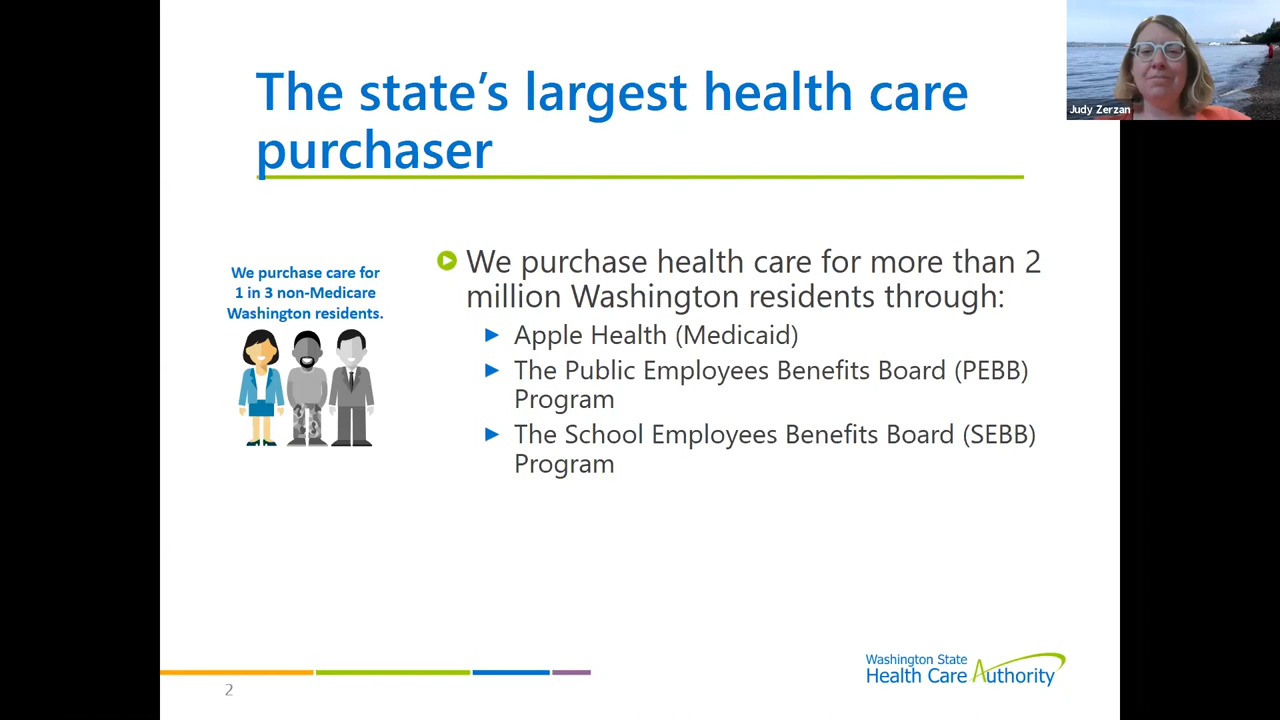 The state's largest health care
purchaser
Judy Zerzan
We purchase care for
1 in 3 non-Medicare
Washington residents.
We purchase health care for more than 2
million Washington residents through:
Apple Health (Medicaid)
The Public Employees Benefits Board (PEBB)
Program
The School Employees Benefits Board (SEBB)
Program
Washington State
Health Care Authority
2